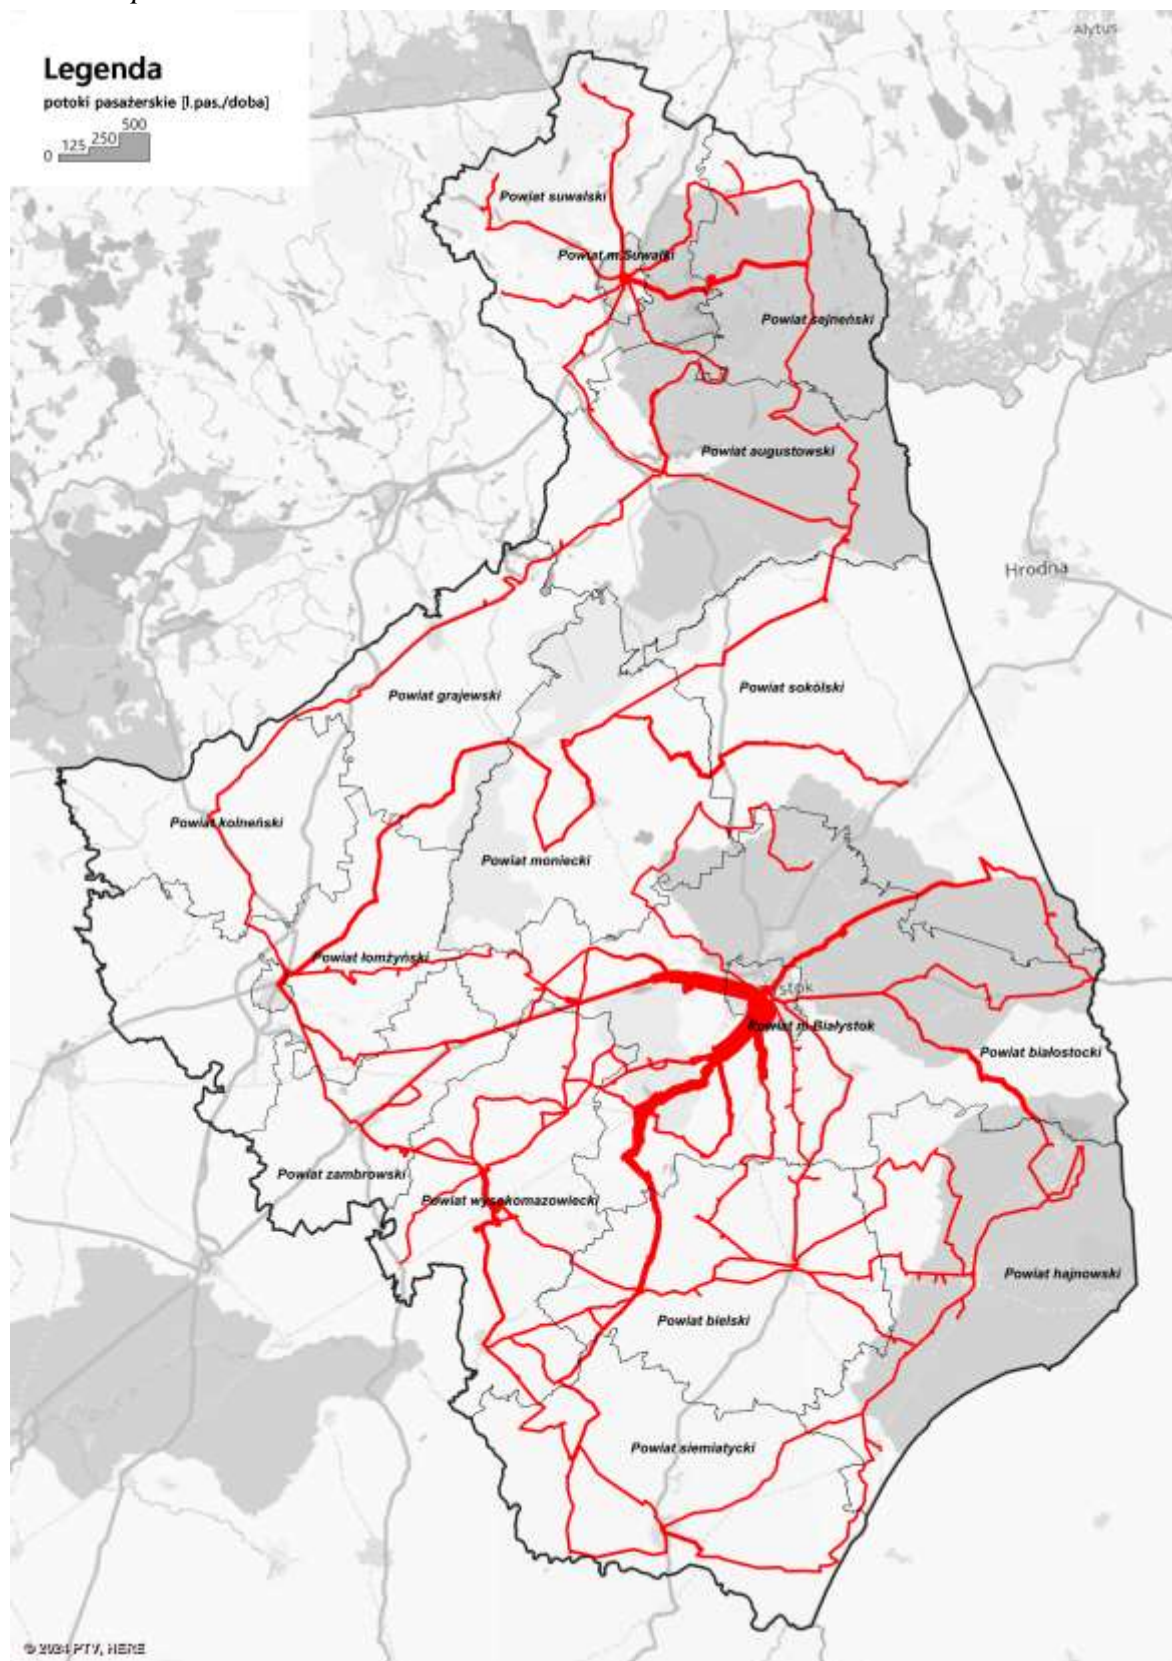 Alytus
Legenda
potoki pasażerskie [l.pas./doba]
0 125 250 500
Powiat suwalski
Powiat m.Suwałki
Powiat sejneński
Powiat augustowski
Hrodna
Powiat grajewski
Powiat sokólski
Powiat kolneński
Powiat moniecki
Powiat łomżyński
stok
Powiat m.Białystok
Powiat białostocki
Powiat zambrowski
Powiat wysokomazowiecki
Powiat hajnowski
Powiat bielski
Powiat siemiatycki
© 2024 PTV, HERE